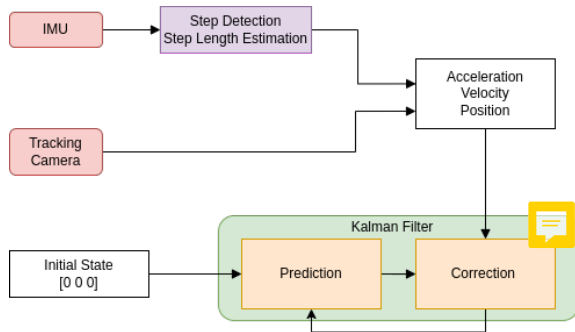 IMU
Step Detection
Step Length Estimation
Acceleration
Velocity
Position
Tracking
Camera
Kalman Filter
Initial State
[0 0 0]
Prediction
Correction